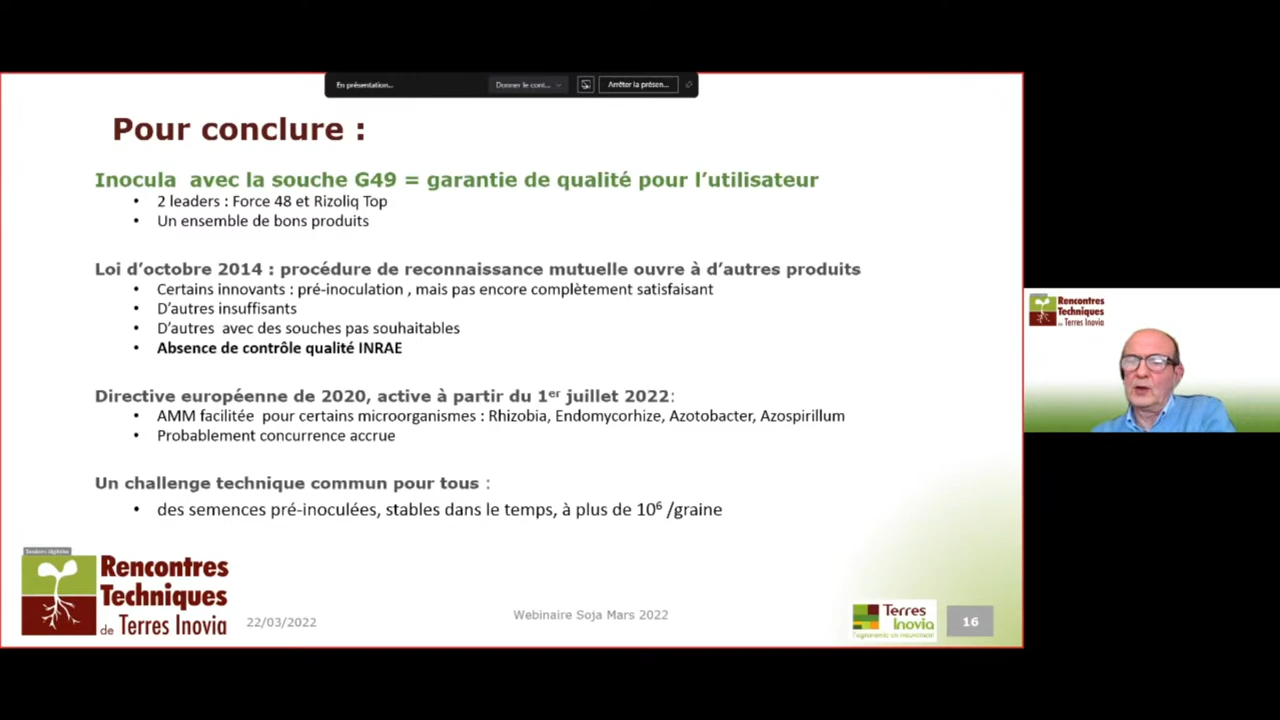 En présentation...
Donner le cont...
Arrêter la présen...
Pour conclure :
Inocula avec la souche G49 = garantie de qualité pour l'utilisateur
• 2 leaders : Force 48 et Rizoliq Top
• Un ensemble de bons produits
Loi d'octobre 2014 : procédure de reconnaissance mutuelle ouvre à d'autres produits
• Certains innovants : pré-inoculation , mais pas encore complètement satisfaisant
• D'autres insuffisants
• D'autres avec des souches pas souhaitables
• Absence de contrôle qualité INRAE
Directive européenne de 2020, active à partir du 1er juillet 2022:
• AMM facilitée pour certains microorganismes : Rhizobia, Endomycorhize, Azotobacter, Azospirillum
• Probablement concurrence accrue
Un challenge technique commun pour tous :
• des semences pré-inoculées, stables dans le temps, à plus de 10⁶ /graine
Rencontres
Techniques
de Terres Inovia
22/03/2022
Webinaire Soja Mars 2022
Terres
Inovia
l'agronomie en mouvement
16
Rencontres
Techniques
de Terres Inovia